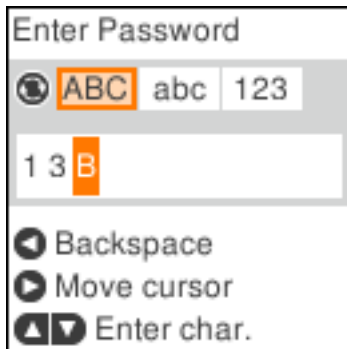 Enter Password
ABC abc 123
1 3 B
Backspace
Move cursor
Enter char.